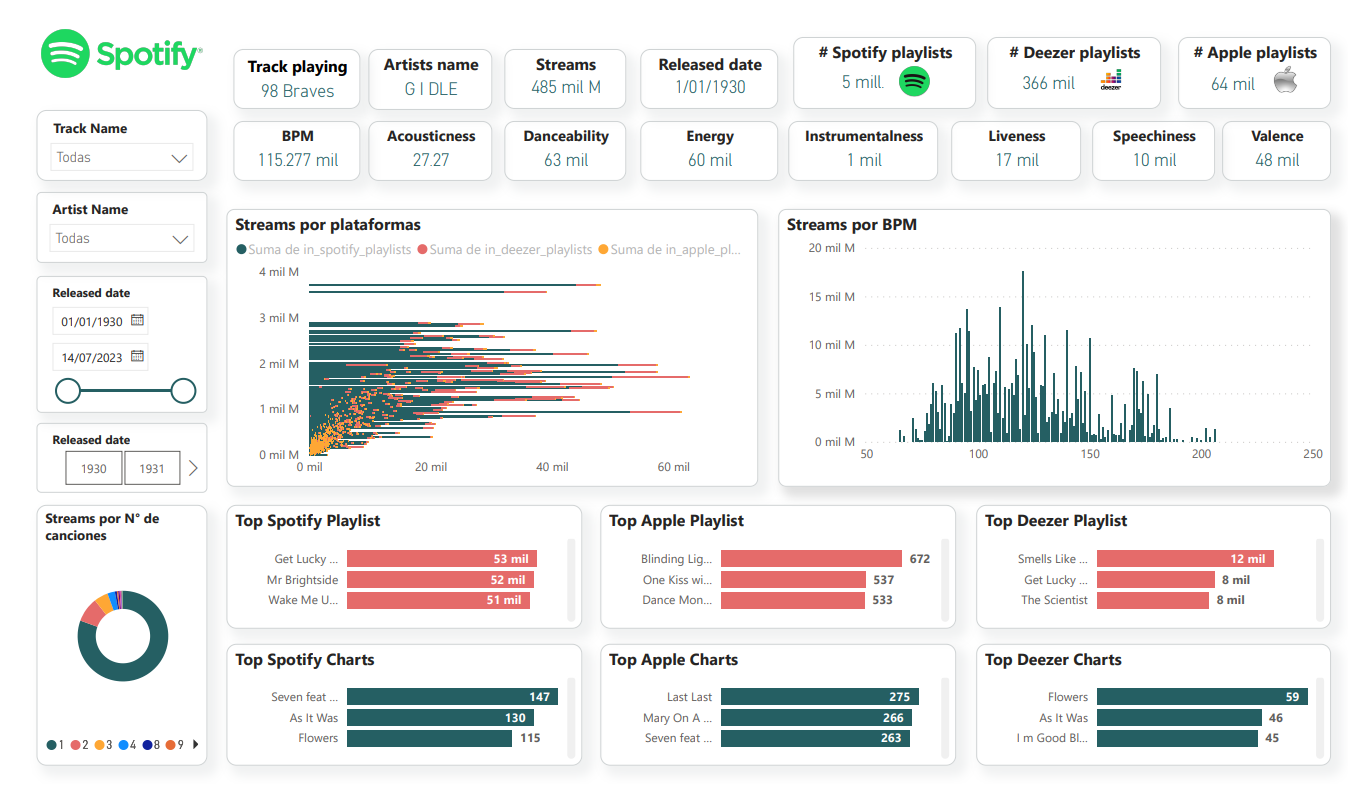 Spotify®
Track playing
98 Braves
Artists name
G I DLE
Streams
485 mil M
Released date
1/01/1930
# Spotify playlists
5 mill.
# Deezer playlists
366 mil
deezer
# Apple playlists
64 mil
BPM
115.277 mil
Acousticness
27.27
Danceability
63 mil
Energy
60 mil
Instrumentalness
1 mil
Liveness
17 mil
Speechiness
10 mil
Valence
48 mil
Track Name
Todas
Artist Name
Todas
Released date
01/01/1930
14/07/2023
Released date
1930 1931
Streams por N° de
canciones
1 2 3 4 8 9
Streams por plataformas
Suma de in_spotify_playlists Suma de in_deezer_playlists Suma de in_apple_pl...
4 mil M
3 mil M
2 mil M
1 mil M
0 mil M
0 mil 20 mil 40 mil 60 mil
Streams por BPM
20 mil M
15 mil M
10 mil M
5 mil M
0 mil M
50 100 150 200 250
Top Spotify Playlist
Get Lucky ... 53 mil
Mr Brightside 52 mil
Wake Me U... 51 mil
Top Apple Playlist
Blinding Lig... 672
One Kiss wi... 537
Dance Mon... 533
Top Deezer Playlist
Smells Like ... 12 mil
Get Lucky ... 8 mil
The Scientist 8 mil
Top Spotify Charts
Seven feat ... 147
As It Was 130
Flowers 115
Top Apple Charts
Last Last 275
Mary On A ... 266
Seven feat ... 263
Top Deezer Charts
Flowers 59
As It Was 46
I m Good Bl... 45